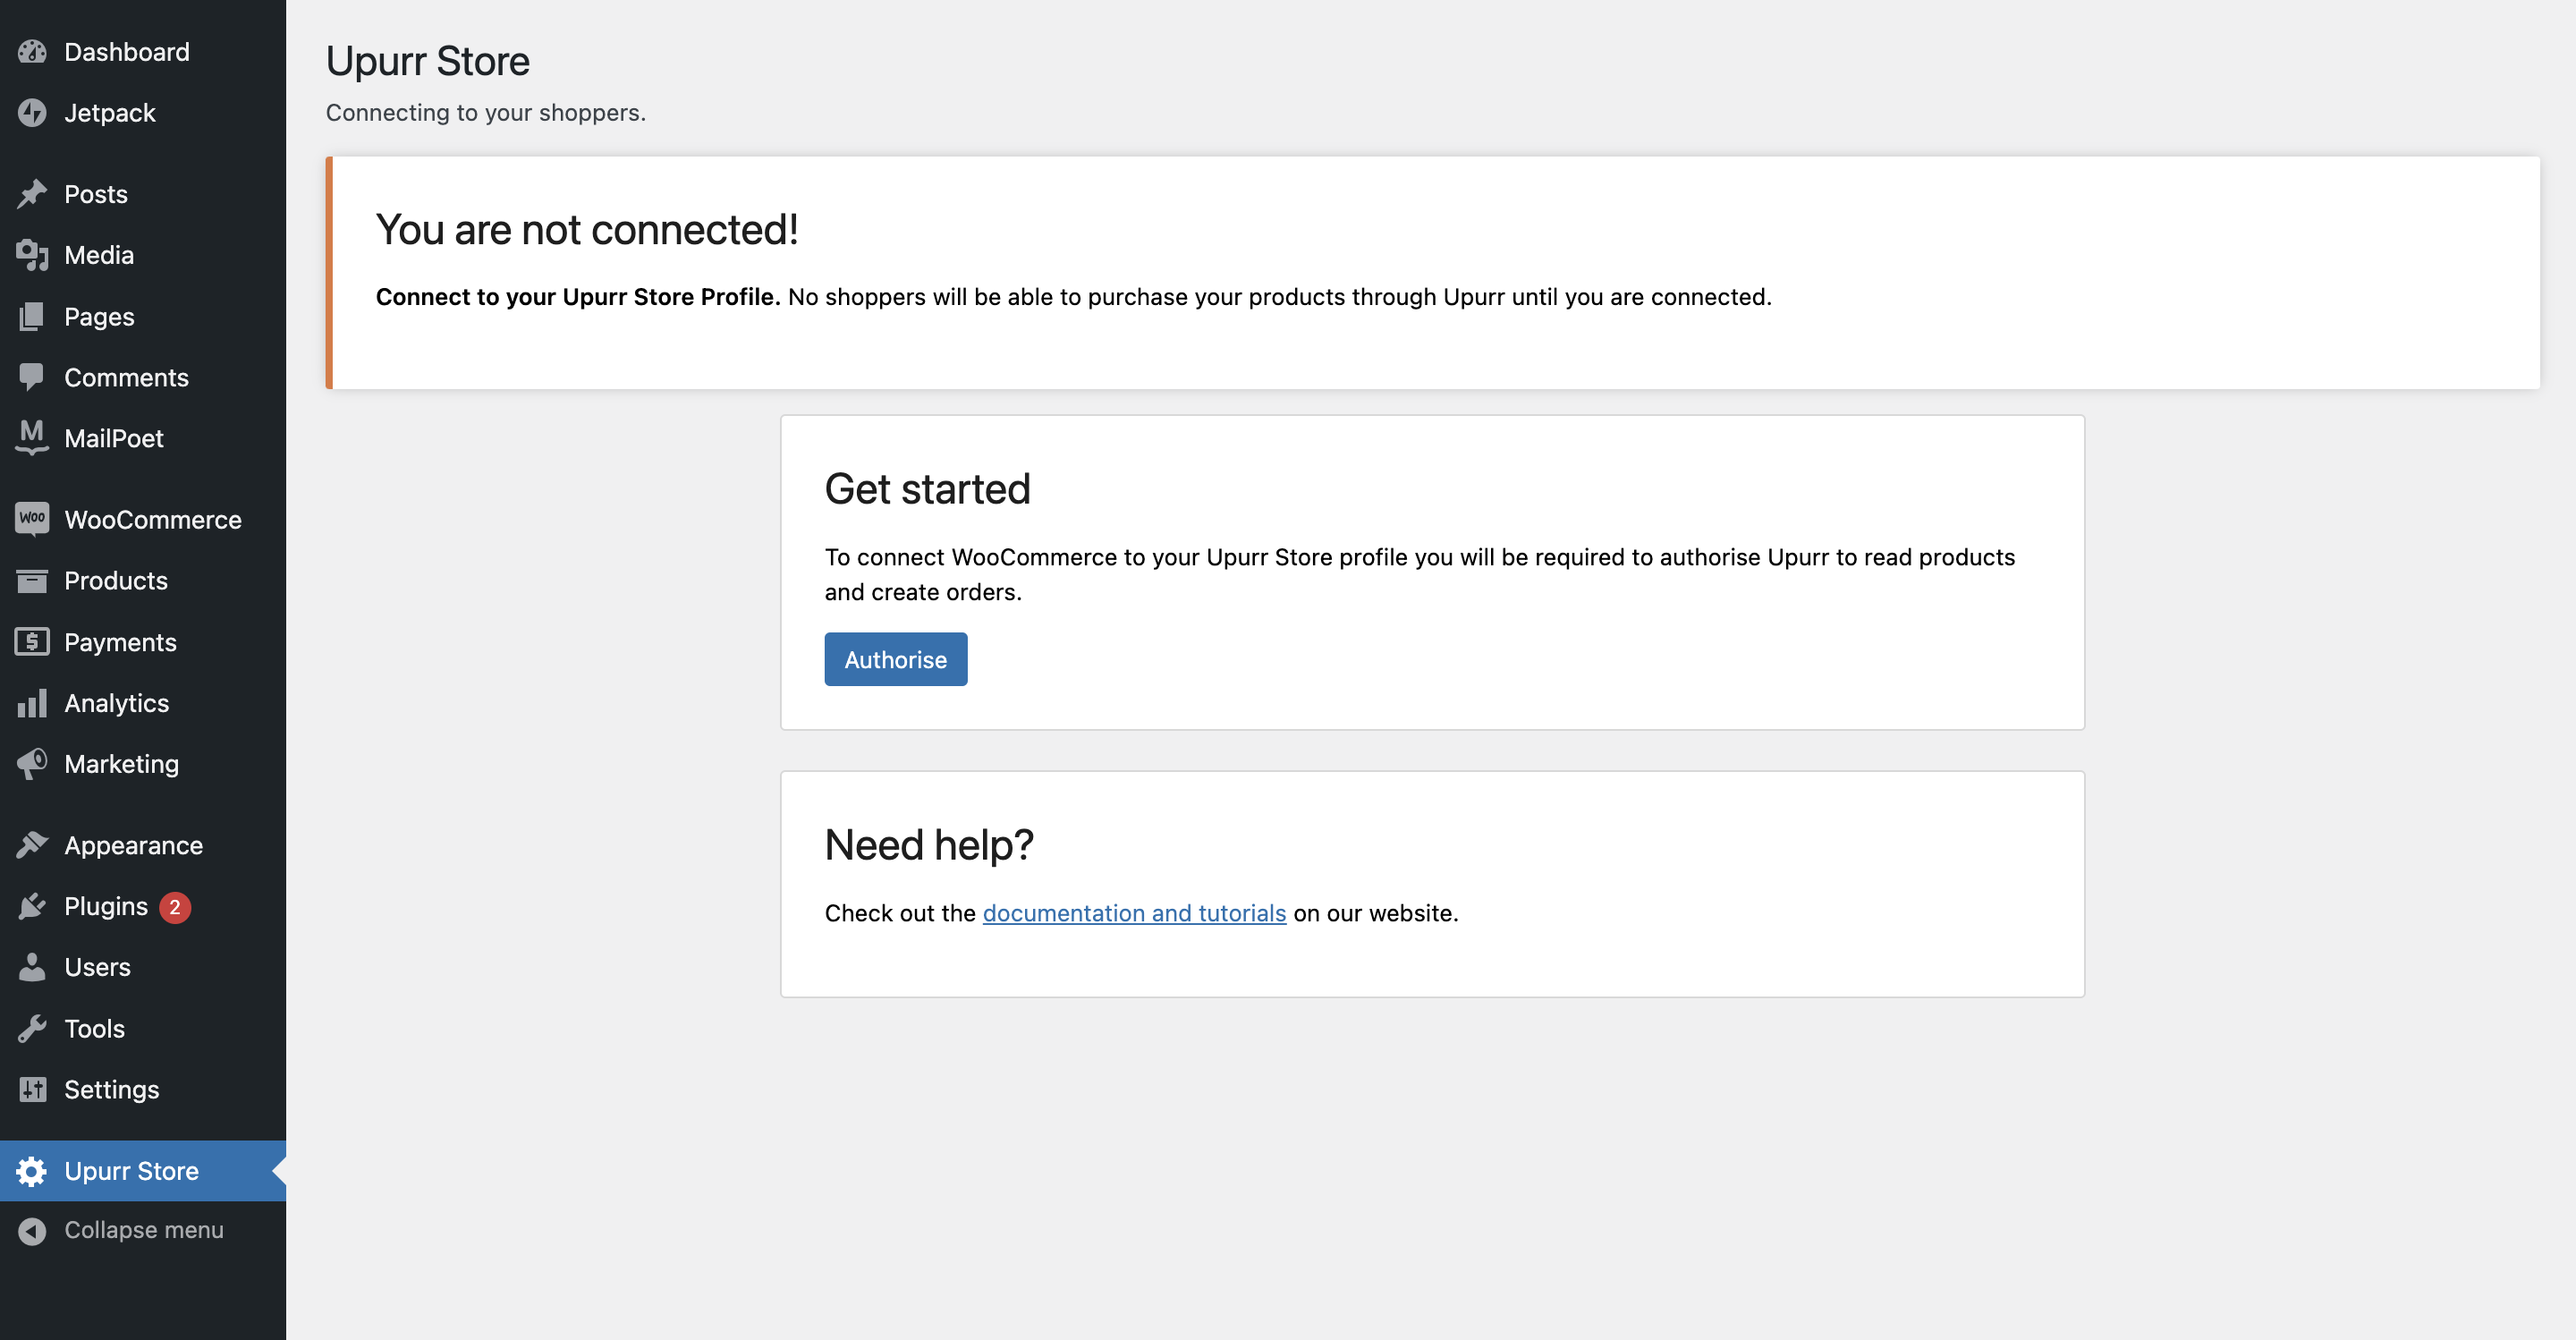 Dashboard
Jetpack
Posts
Media
Pages
Comments
M
MailPoet
Woo
WooCommerce
Products
$
Payments
Analytics
Marketing
Appearance
Plugins 2
Users
Tools
Settings
Upurr Store
Collapse menu
Upurr Store
Connecting to your shoppers.
You are not connected!
Connect to your Upurr Store Profile. No shoppers will be able to purchase your products through Upurr until you are connected.
Get started
To connect WooCommerce to your Upurr Store profile you will be required to authorise Upurr to read products
and create orders.
Authorise
Need help?
Check out the documentation and tutorials on our website.